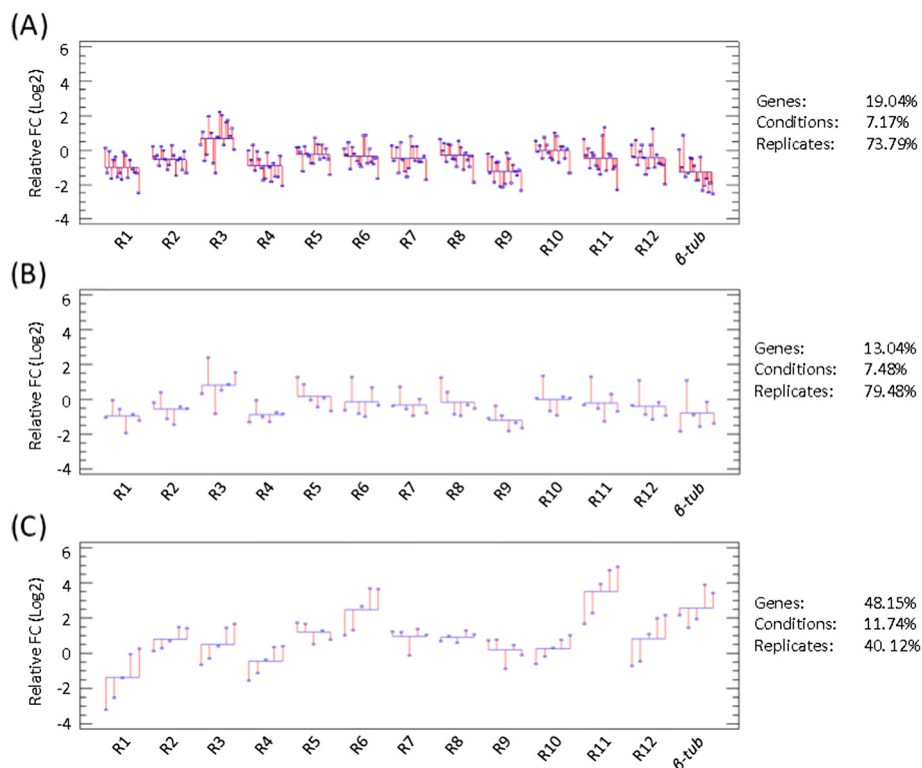 (A)
6
4
2
0
-2
-4
Relative FC (Log2)
R1 R2 R3 R4 R5 R6 R7 R8 R9 R10 R11 R12 β-tub
Genes: 19.04%
Conditions: 7.17%
Replicates: 73.79%
(B)
6
4
2
0
-2
-4
Relative FC (Log2)
R1 R2 R3 R4 R5 R6 R7 R8 R9 R10 R11 R12 β-tub
Genes: 13.04%
Conditions: 7.48%
Replicates: 79.48%
(C)
6
4
2
0
-2
-4
Relative FC (Log2)
R1 R2 R3 R4 R5 R6 R7 R8 R9 R10 R11 R12 β-tub
Genes: 48.15%
Conditions: 11.74%
Replicates: 40.12%